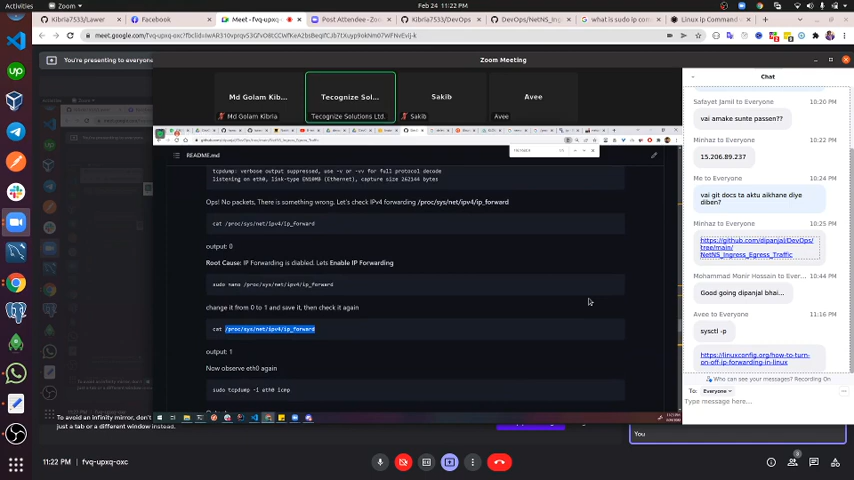 Zoom
Feb 24 11:22 PM
Kibria7533/Lawer
Facebook
Meet – fvq-upxq-oxc
Post Attendee - Zoom
Kibria7533/DevOps
DevOps/NetNS_Ingress
what is sudo ip com
Linux ip Command
Zoom Meeting
You're presenting to everyone
Md Golam Kib...
Tecognize Sol...
Sakib
Avee
Md Golam Kibria
Tecognize Solutions Ltd.
Sakib
Avee
README.md
tcpdump: verbose output suppressed, use -v or -vv for full protocol decode
listening on eth0, link-type EN10MB (Ethernet), capture size 262144 bytes
Ops! No packets, There is something wrong. Let's check IPv4 forwarding /proc/sys/net/ipv4/ip_forward
cat /proc/sys/net/ipv4/ip_forward
output: 0
Root Cause: IP Forwarding is diabled. Lets Enable IP Forwarding
sudo nano /proc/sys/net/ipv4/ip_forward
change it from 0 to 1 and save it, then check it again
cat /proc/sys/net/ipv4/ip_forward
output: 1
Now observe eth0 again
sudo tcpdump -i eth0 icmp
Chat
Safayet Jamil to Everyone
10:20 PM
vai amake sunte passen??
Minhaz to Everyone
10:22 PM
15.206.89.237
Me to Everyone
10:24 PM
vai git docs ta aktu aikhane diye
diben?
Minhaz to Everyone
10:25 PM
https://github.com/dipanjal/DevOps/
tree/main/
NetNS_Ingress_Egress_Traffic
Mohammad Monir Hossain to Ever...
10:44 PM
Good going dipanjal bhai...
Avee to Everyone
11:16 PM
sysctl -p
https://linuxconfig.org/how-to-turn-
on-off-ip-forwarding-in-linux
Who can see your messages? Recording On
To: Everyone
Type message here...
To avoid an infinity mirror, don't
just a tab or a different window instead.
You
11:22 PM
fvq-upxq-oxc